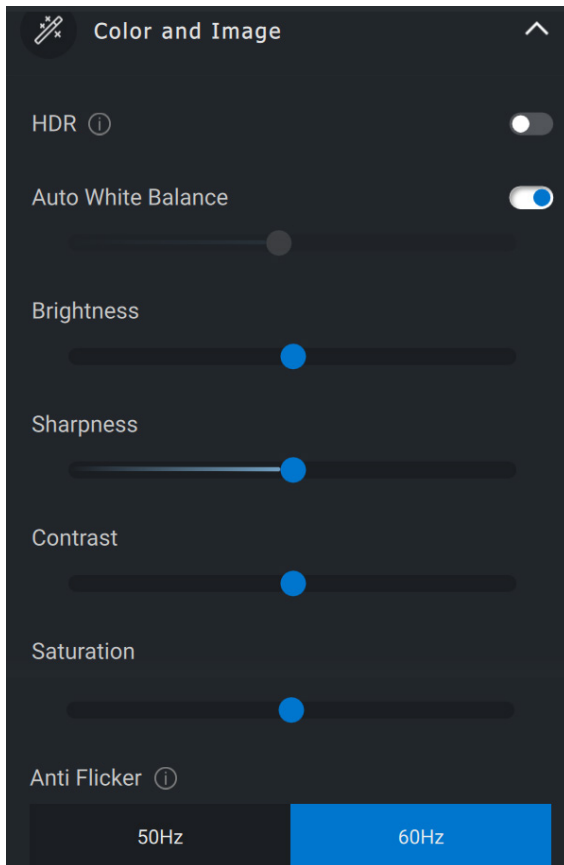 Color and Image
HDR
Auto White Balance
Brightness
Sharpness
Contrast
Saturation
Anti Flicker
50Hz 60Hz